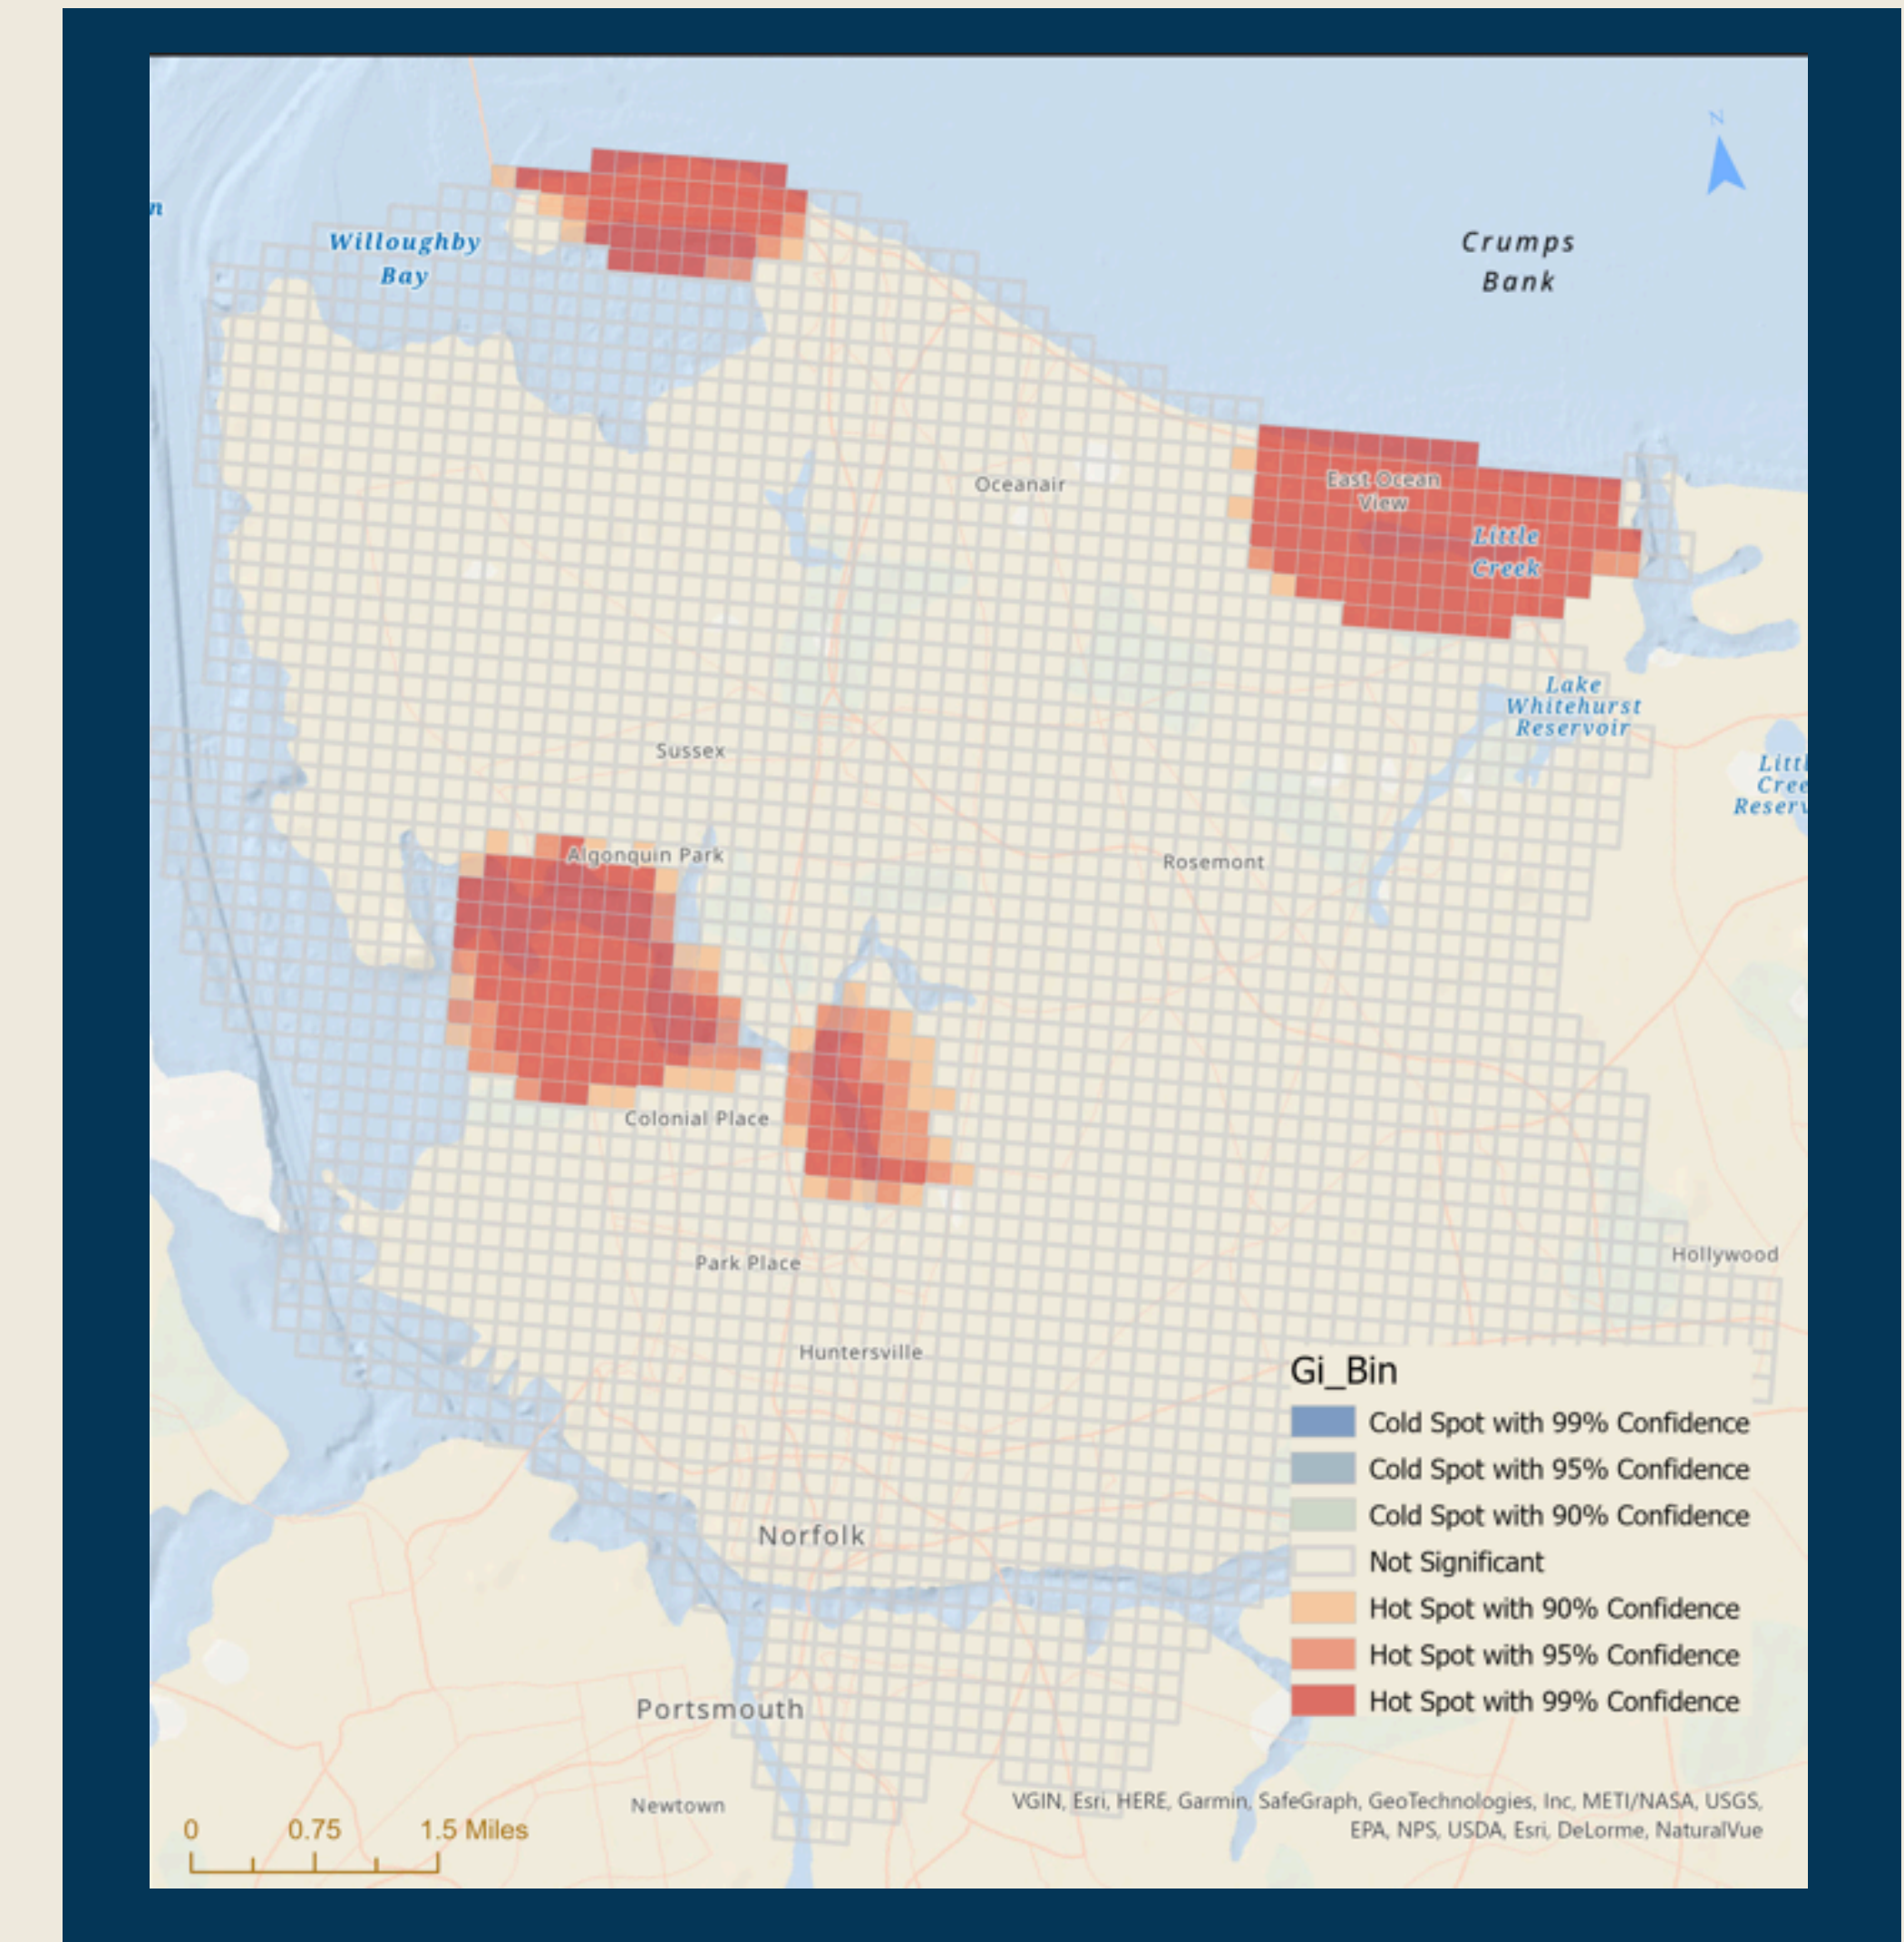 N
n
Willoughby
Bay
Crumps
Bank
Oceanair
East Ocean
View
Little
Creek
Lake
Whitehurst
Reservoir
Sussex
Littl
Cree
Reserv
Algonquin Park
Rosemont
Colonial Place
Park Place
Hollywood
Huntersville
Gi_Bin
Cold Spot with 99% Confidence
Cold Spot with 95% Confidence
Cold Spot with 90% Confidence
Not Significant
Hot Spot with 90% Confidence
Hot Spot with 95% Confidence
Hot Spot with 99% Confidence
Norfolk
Portsmouth
Newtown
VGIN, Esri, HERE, Garmin, SafeGraph, GeoTechnologies, Inc, METI/NASA, USGS,
EPA, NPS, USDA, Esri, DeLorme, NaturalVue
0 0.75 1.5 Miles